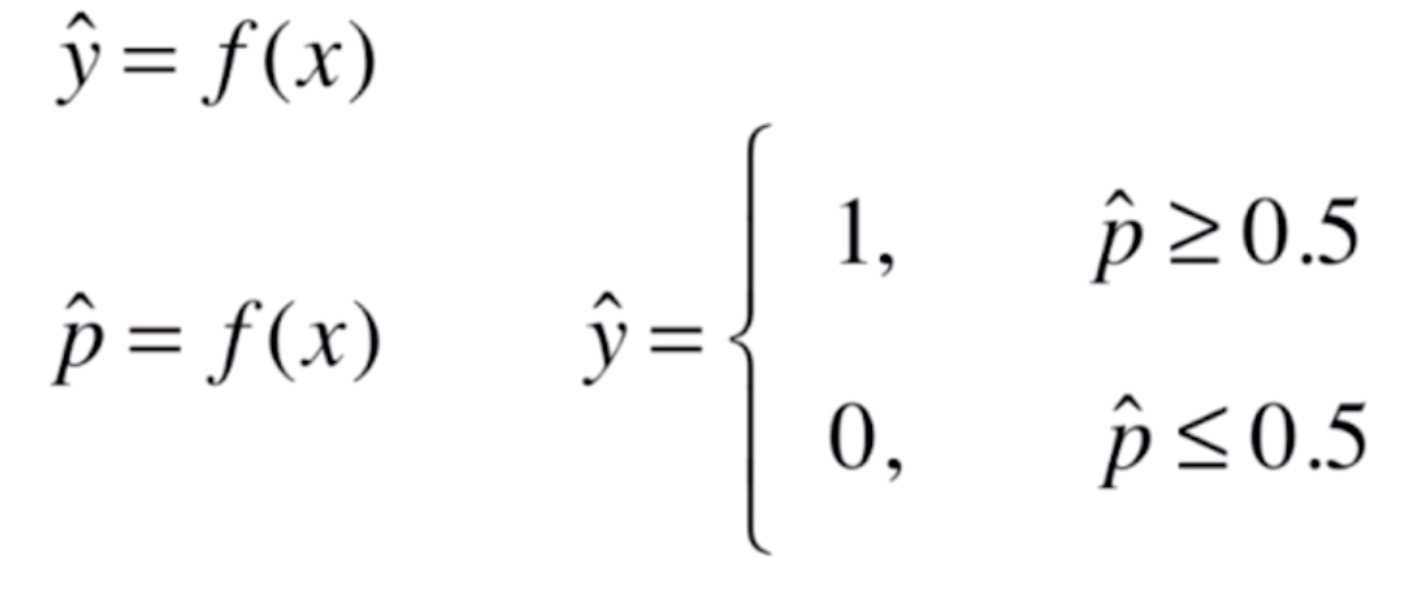 ŷ = f(x)
1, p̂ ≥ 0.5
p̂ = f(x) ŷ = {
0, p̂ ≤ 0.5